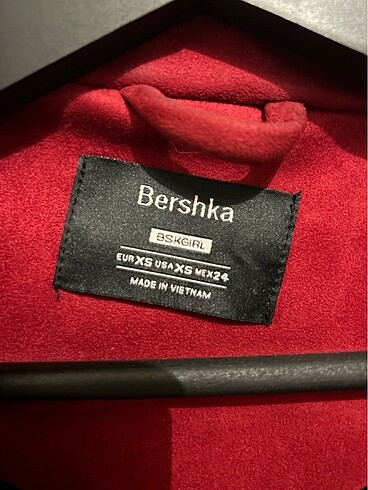 Bershka
BSKGIRL
EUR XS USA XS MEX 24
MADE IN VIETNAM